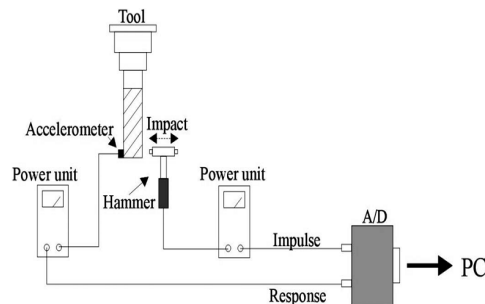 Tool
Accelerometer
Impact
Power unit
Hammer
Power unit
A/D
Impulse
PC
Response